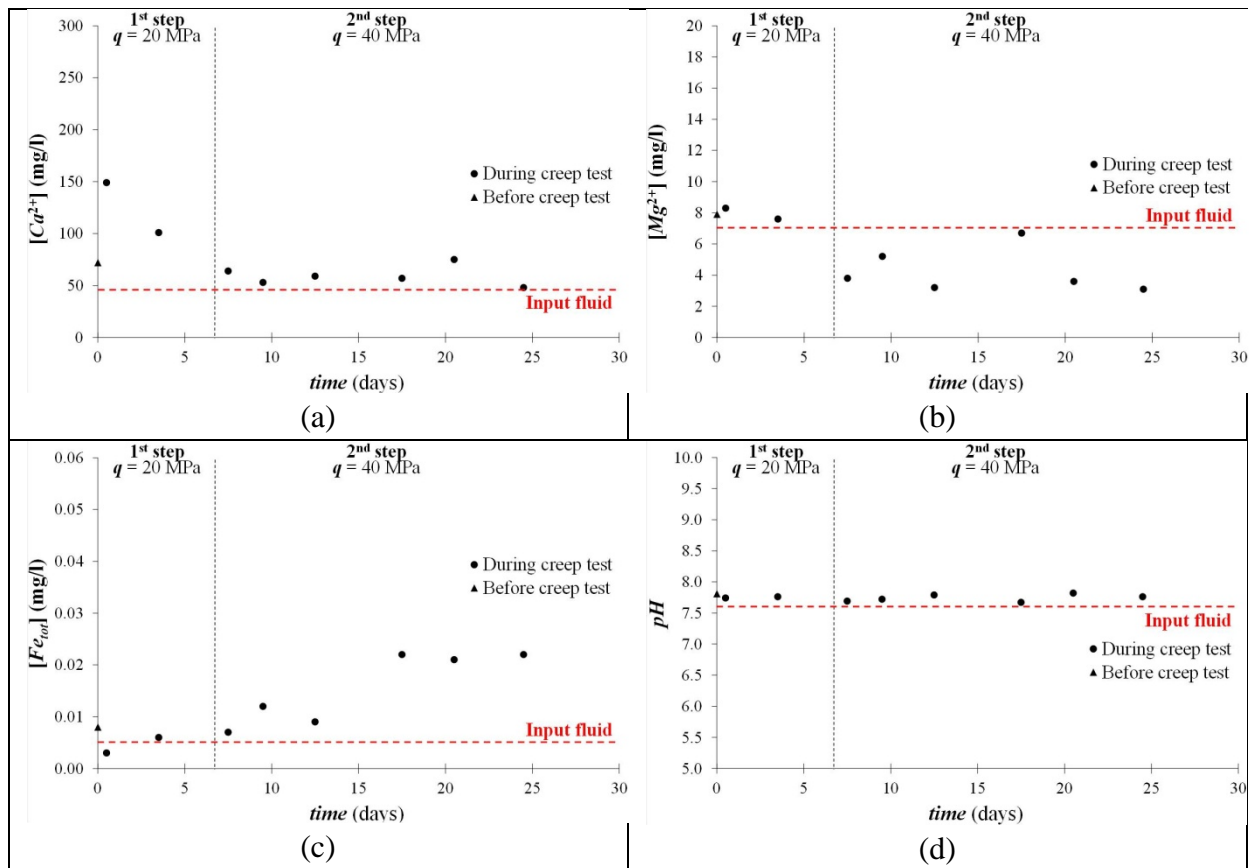 1st step
q = 20 MPa
2nd step
q = 40 MPa
300
250
200
150
100
50
0
[Ca2+] (mg/l)
During creep test
Before creep test
Input fluid
0 5 10 15 20 25 30
time (days)
(a)
1st step
q = 20 MPa
2nd step
q = 40 MPa
20
18
16
14
12
10
8
6
4
2
0
[Mg2+] (mg/l)
During creep test
Before creep test
Input fluid
0 5 10 15 20 25 30
time (days)
(b)
1st step
q = 20 MPa
2nd step
q = 40 MPa
0.06
0.05
0.04
0.03
0.02
0.01
0.00
[Fetot] (mg/l)
During creep test
Before creep test
Input fluid
0 5 10 15 20 25 30
time (days)
(c)
1st step
q = 20 MPa
2nd step
q = 40 MPa
10.0
9.5
9.0
8.5
8.0
7.5
7.0
6.5
6.0
5.5
5.0
pH
Input fluid
During creep test
Before creep test
0 5 10 15 20 25 30
time (days)
(d)